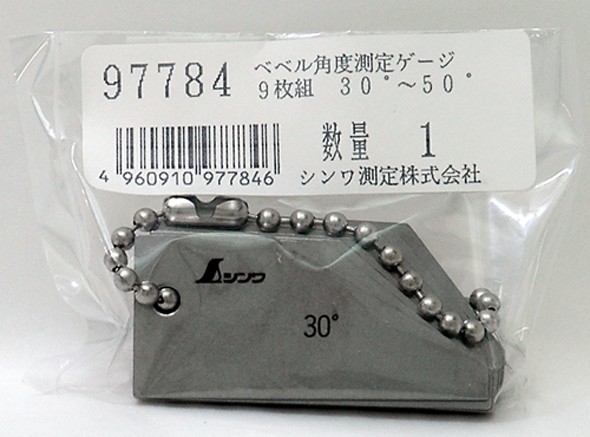 97784
ベベル角度測定ゲージ
9枚組 30°～50°
数量 1
4 960910 977846
シンワ測定株式会社
シンワ
30°